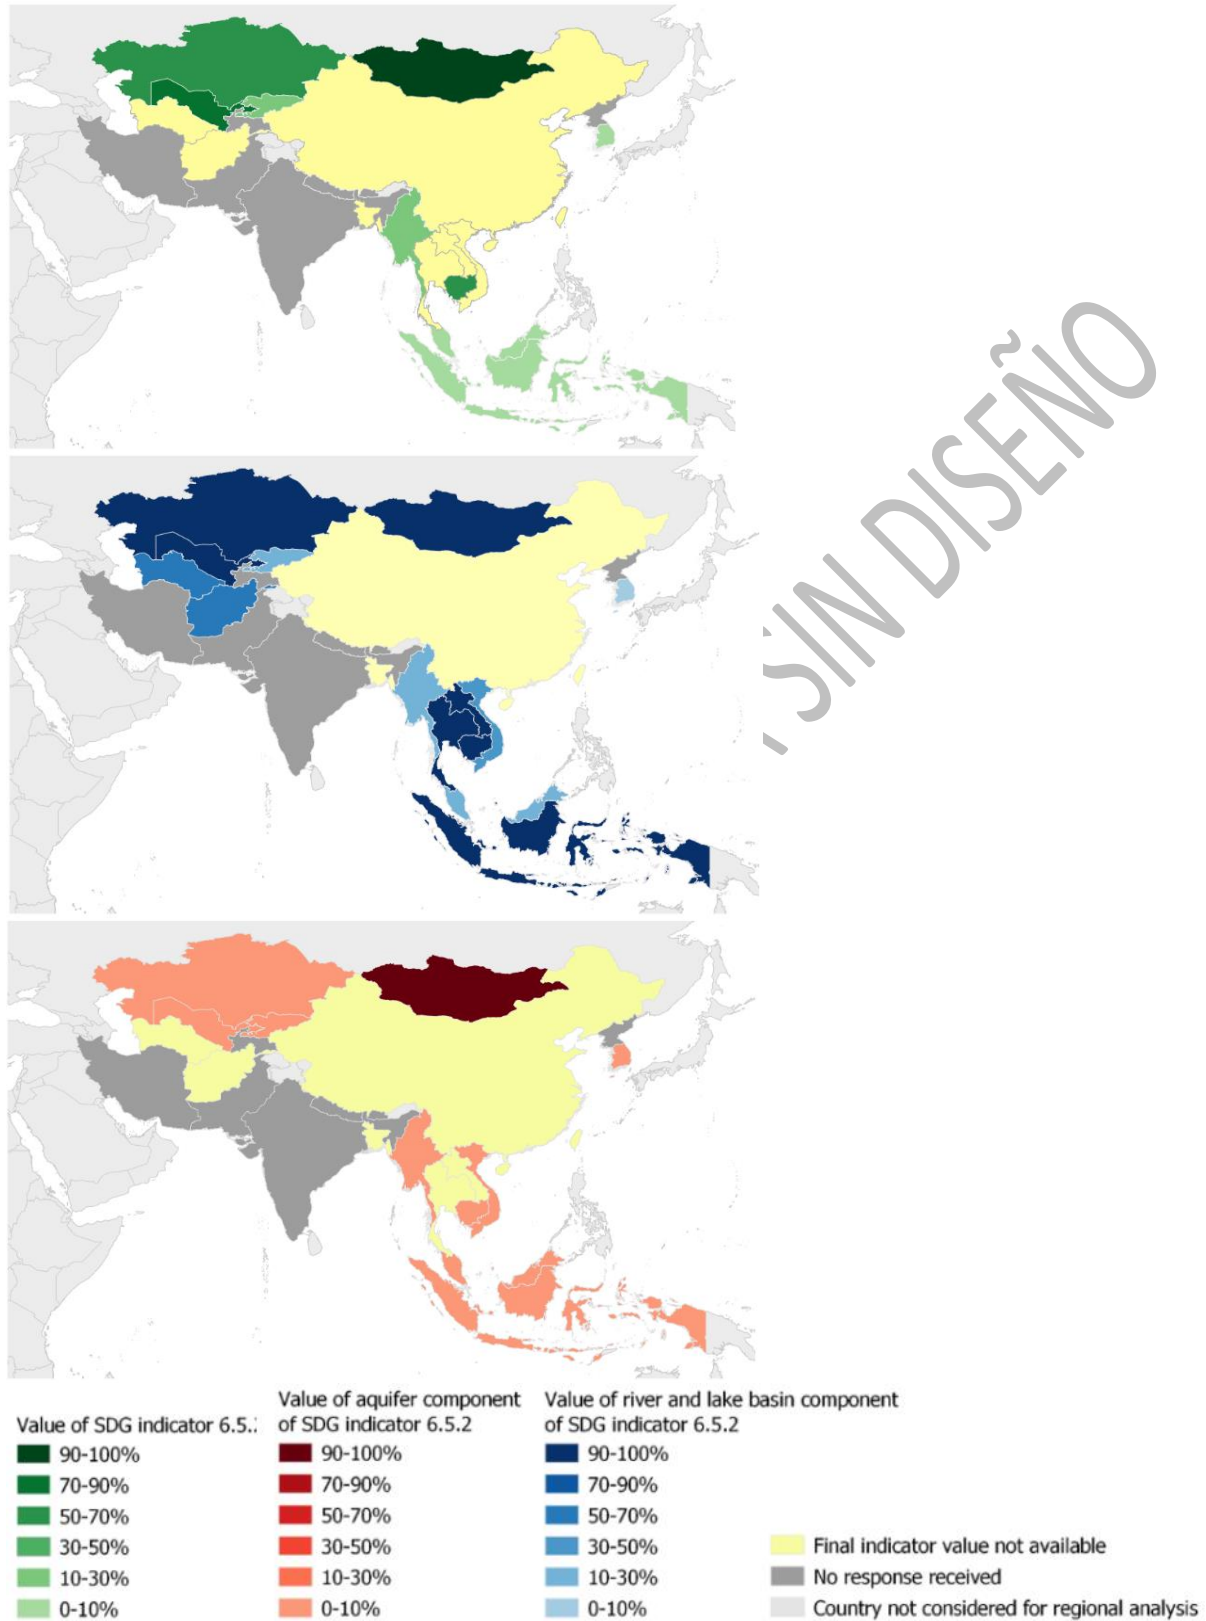 SIN DISEÑO
Value of SDG indicator 6.5.
90-100%
70-90%
50-70%
30-50%
10-30%
0-10%
Value of aquifer component
of SDG indicator 6.5.2
90-100%
70-90%
50-70%
30-50%
10-30%
0-10%
Value of river and lake basin component
of SDG indicator 6.5.2
90-100%
70-90%
50-70%
30-50%
10-30%
0-10%
Final indicator value not available
No response received
Country not considered for regional analysis